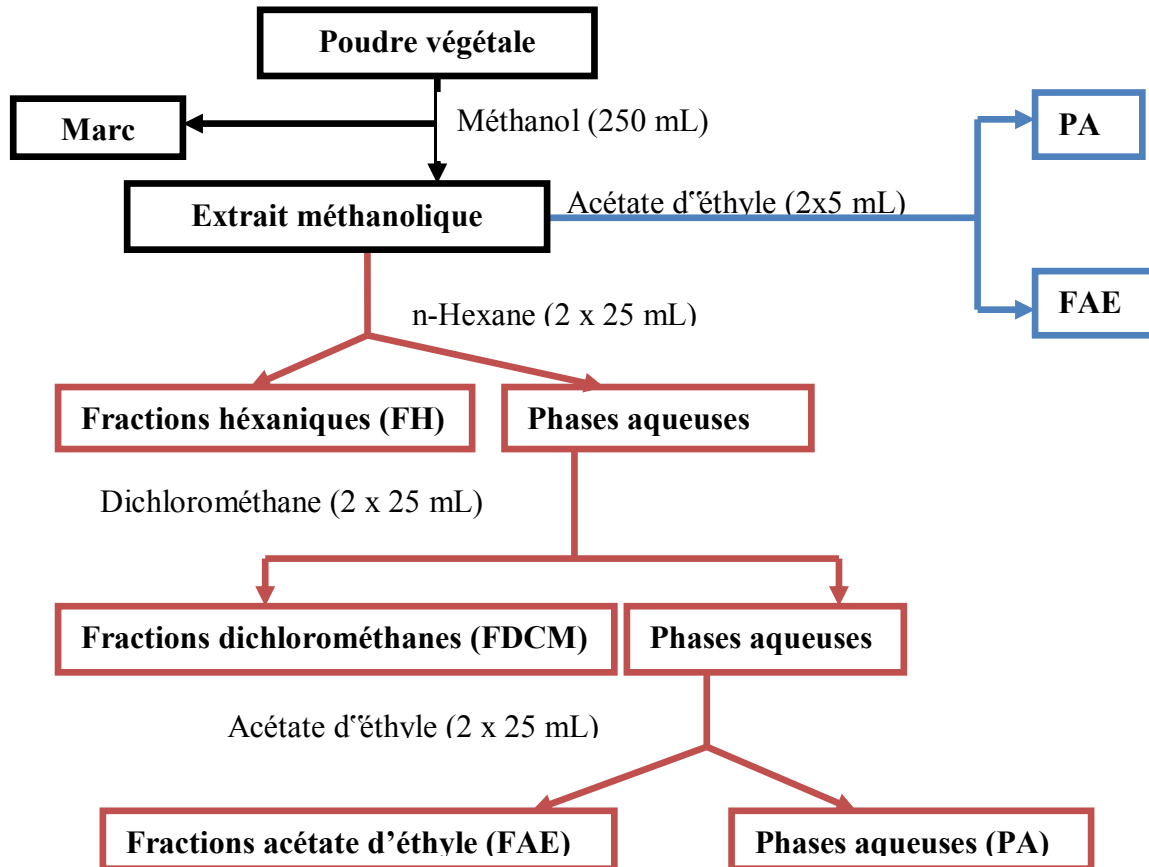 Poudre végétale
Marc
Méthanol (250 mL)
PA
Extrait méthanolique
Acétate d‟éthyle (2x5 mL)
FAE
n-Hexane (2 x 25 mL)
Fractions héxaniques (FH)
Phases aqueuses
Dichlorométhane (2 x 25 mL)
Fractions dichlorométhanes (FDCM)
Phases aqueuses
Acétate d‟éthyle (2 x 25 mL)
Fractions acétate d’éthyle (FAE)
Phases aqueuses (PA)